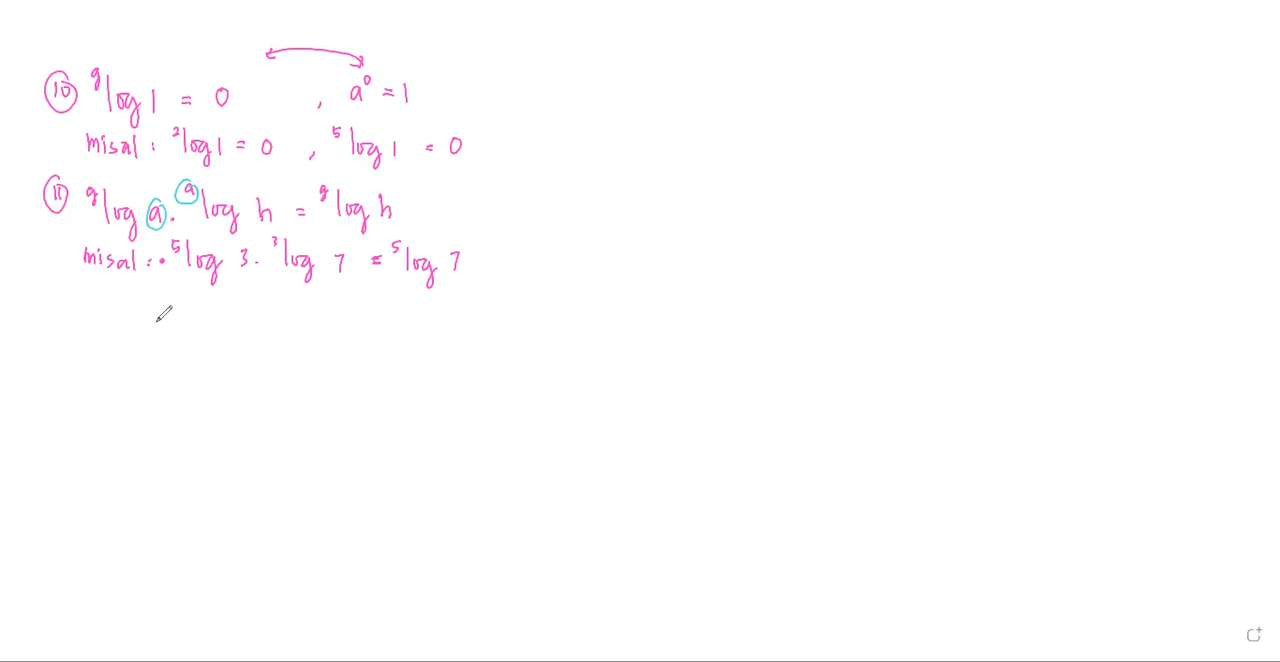 ⑩ ᵍlog 1 = 0 , a⁰ = 1
misal : ²log 1 = 0 , ⁵log 1 = 0
⑪ ᵍlog a . ᵃlog h = ᵍlog h
misal : • ⁵log 3 . ³log 7 = ⁵log 7